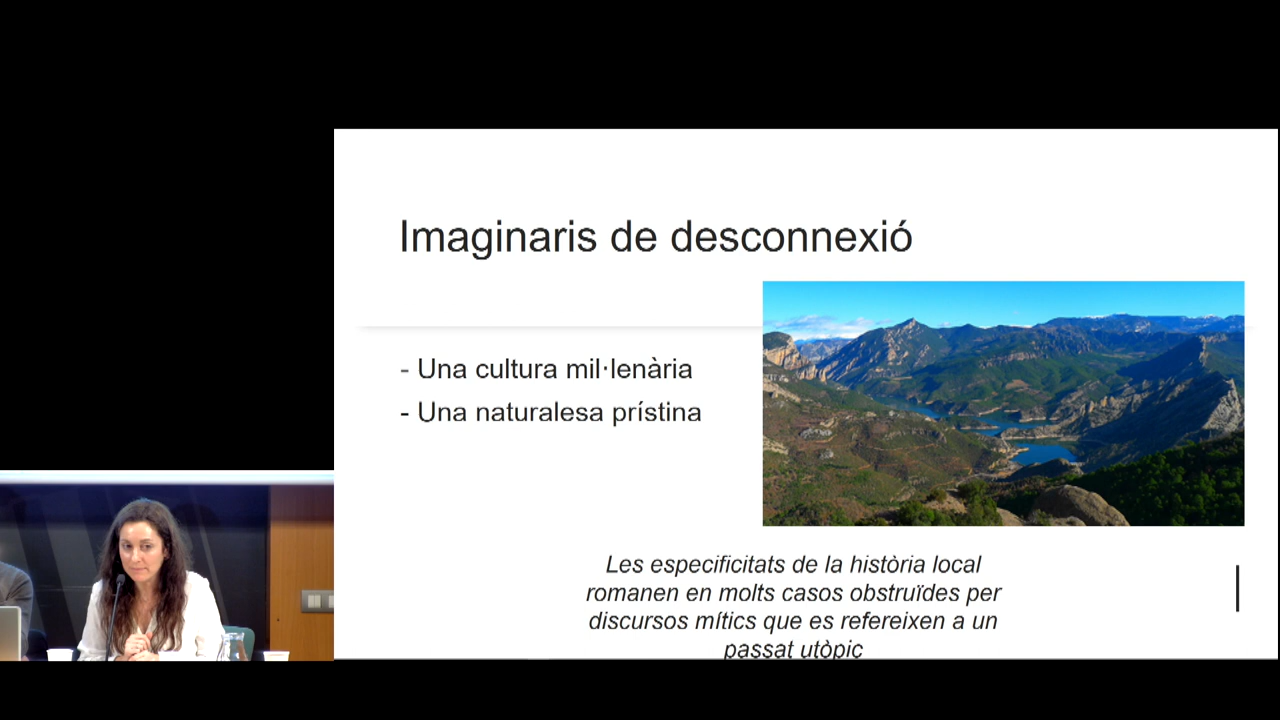 Imaginaris de desconnexió
- Una cultura mil·lenària
- Una naturalesa prístina
Les especificitats de la història local
romanen en molts casos obstruïdes per
discursos mítics que es refereixen a un
passat utòpic